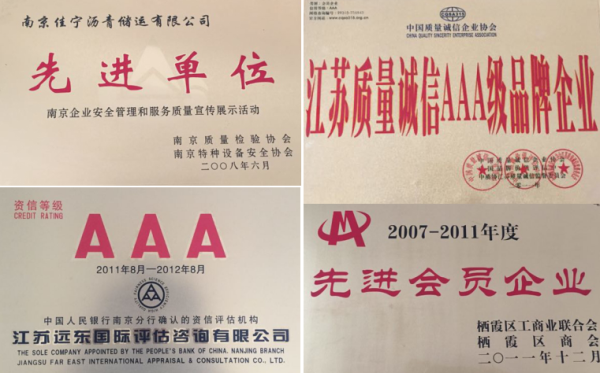 南京佳宁沥青储运有限公司
先进单位
南京企业安全管理和服务质量宣传展示活动
南京质量检验协会
南京特种设备安全协会
二〇〇八年六月
中国质量诚信企业协会
CHINA QUALITY SINCERITY ENTERPRISE ASSOCIATION
江苏质量诚信AAA级品牌企业
资信等级
CREDIT RATING
AAA
2011年8月—2012年8月
中国人民银行南京分行确认的资信评估机构
江苏远东国际评估咨询有限公司
THE SOLE COMPANY APPOINTED BY THE PEOPLE'S BANK OF CHINA. NANJING BRANCH
JIANGSU FAR EAST INTERNATIONAL APPRAISAL & CONSULTATION CO., LTD.
2007-2011年度
先进会员企业
栖霞区工商业联合会
栖霞区商会
二〇一一年十二月